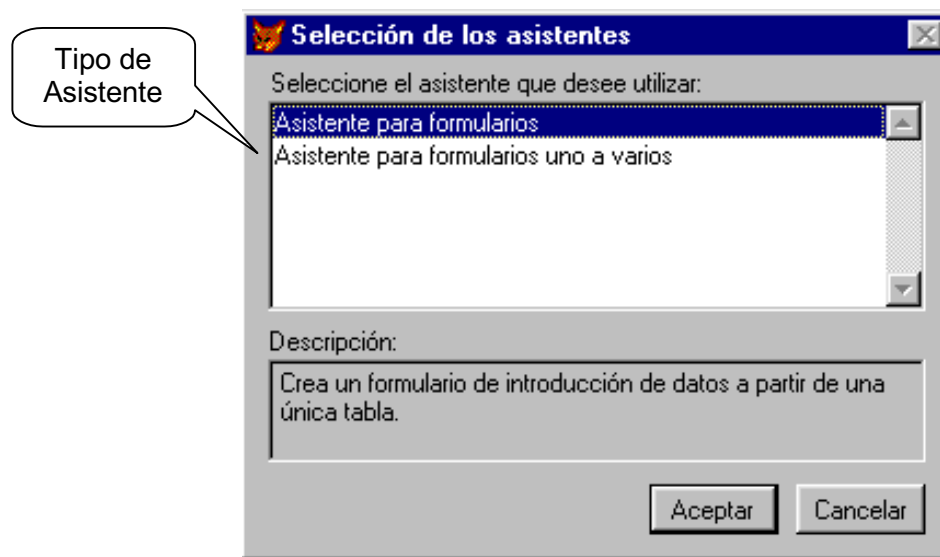 Tipo de
Asistente
Selección de los asistentes
Seleccione el asistente que desee utilizar:
Asistente para formularios
Asistente para formularios uno a varios
Descripción:
Crea un formulario de introducción de datos a partir de una
única tabla.
Aceptar
Cancelar